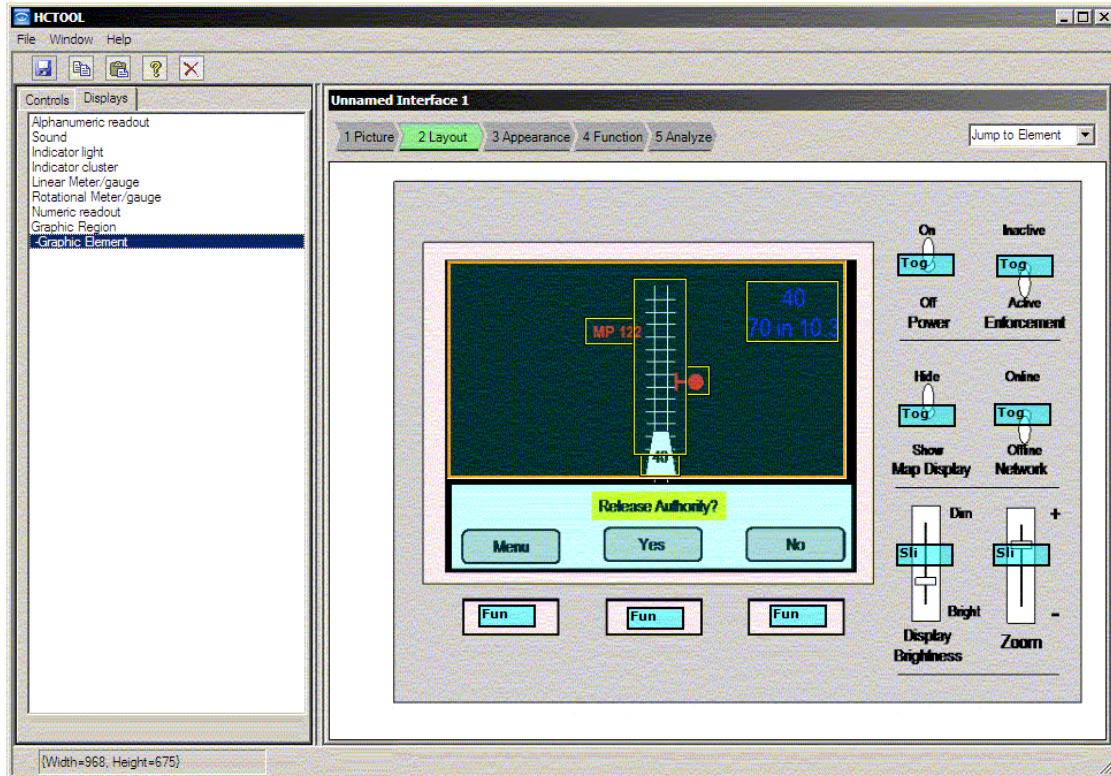 HCTOOL
File Window Help
Controls Displays
Alphanumeric readout
Sound
Indicator light
Indicator cluster
Linear Meter/gauge
Rotational Meter/gauge
Numeric readout
Graphic Region
-Graphic Element
Unnamed Interface 1
1 Picture 2 Layout 3 Appearance 4 Function 5 Analyze Jump to Element
On Inactive
Tog Tog
Off Active
Power Enforcement
40
70 in 10.3
MP 122
Hide Online
Tog Tog
Show Offline
Map Display Network
40
Release Authority?
Menu Yes No
Dim +
Sli Sli
Bright -
Display Brightness
Zoom
Fun Fun Fun
{Width=968, Height=675}